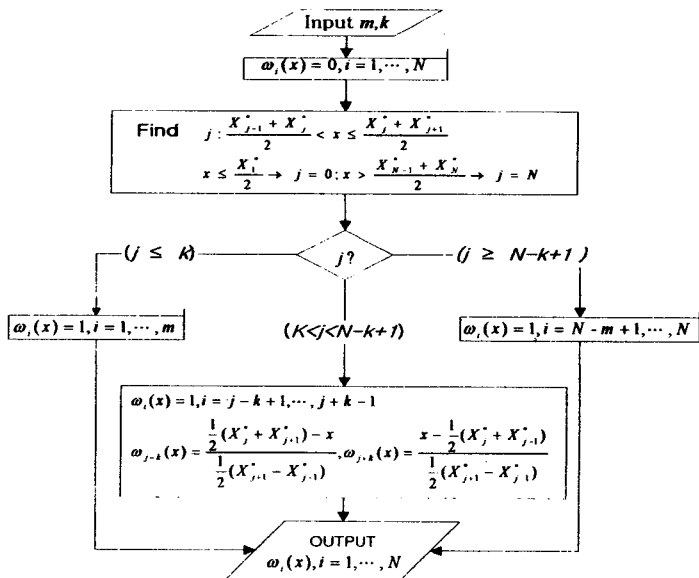 Input m,k
ω_i(x) = 0, i = 1, ⋯, N
Find j : (X*_{j-1} + X*_j)/2 < x ≤ (X*_j + X*_{j+1})/2
x ≤ X*_1/2 → j = 0; x > (X*_{N-1} + X*_N)/2 → j = N
(j ≤ k)
j?
(j ≥ N-k+1)
ω_i(x) = 1, i = 1, ⋯, m
(K<j<N-k+1)
ω_i(x) = 1, i = N - m + 1, ⋯, N
ω_i(x) = 1, i = j - k + 1, ⋯, j + k - 1
ω_{j-k}(x) = (1/2(X*_j + X*_{j+1}) - x)/(1/2(X*_{j+1} - X*_{j-1})), ω_{j+k}(x) = (x - 1/2(X*_j + X*_{j-1}))/(1/2(X*_{j+1} - X*_{j-1}))
OUTPUT
ω_i(x), i = 1, ⋯, N